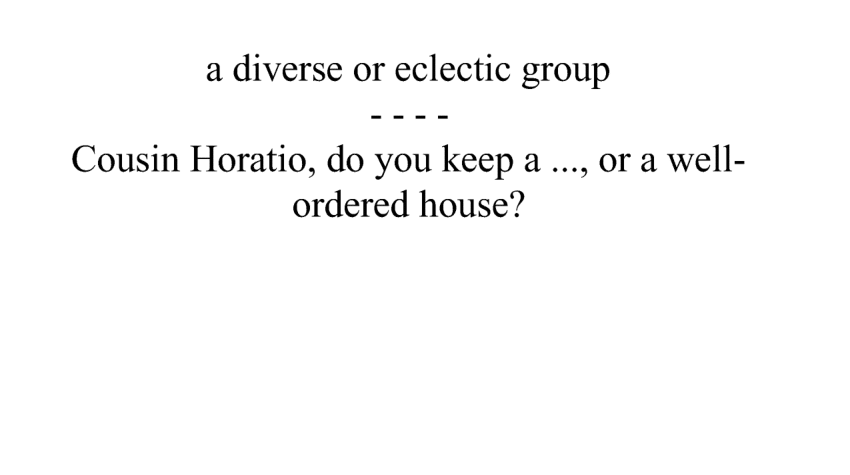 a diverse or eclectic group
- - - -
Cousin Horatio, do you keep a ..., or a well-
ordered house?